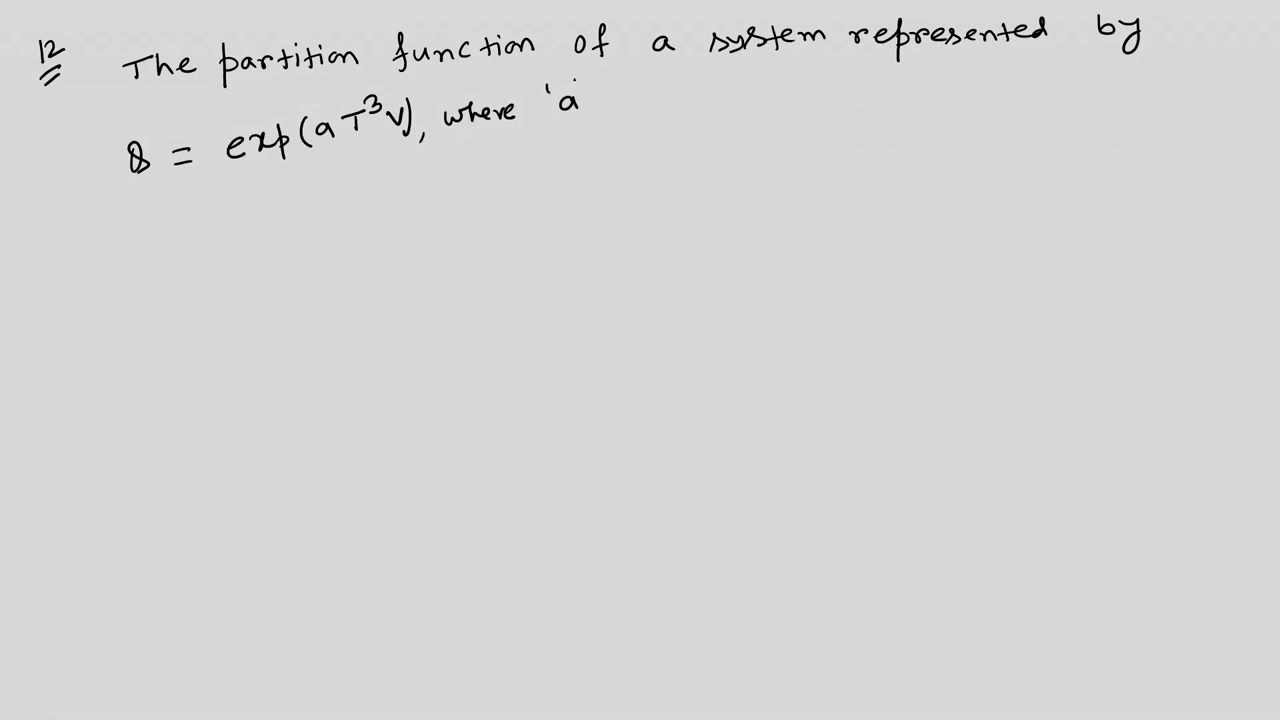 12 The partition function of a system represented by
Q = exp(aT³V), where 'a'